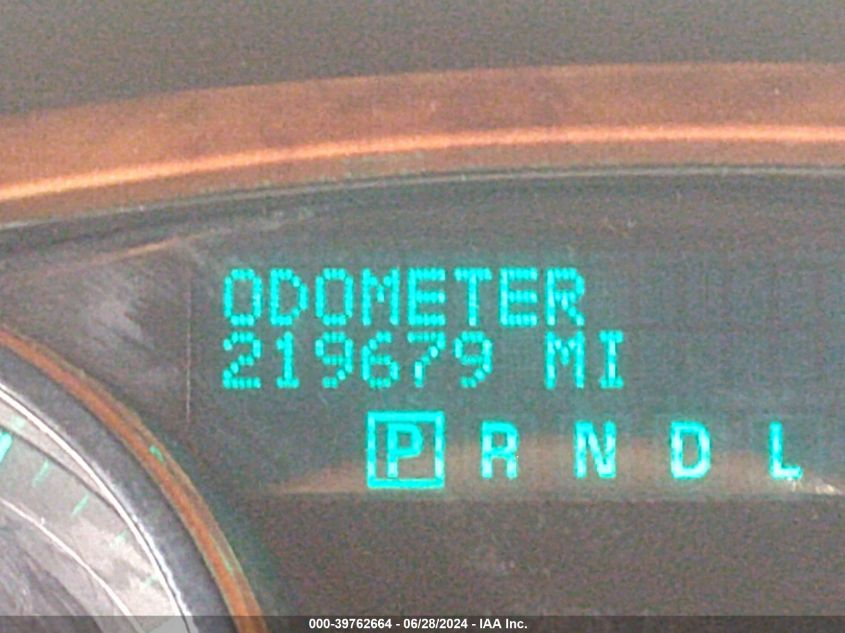 ODOMETER
219679 MI
P R N D L
000-39762664 - 06/28/2024 - IAA Inc.